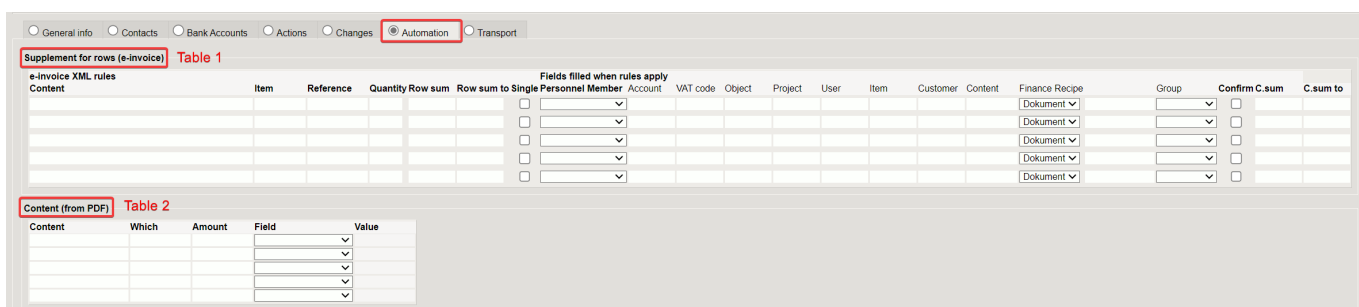 General info Contacts Bank Accounts Actions Changes Automation Transport
Supplement for rows (e-invoice) Table 1
e-invoice XML rules Fields filled when rules apply
Content Item Reference Quantity Row sum Row sum to Single Personnel Member Account VAT code Object Project User Item Customer Content Finance Recipe Group Confirm C.sum C.sum to
Dokument
Dokument
Dokument
Dokument
Dokument
Content (from PDF) Table 2
Content Which Amount Field Value